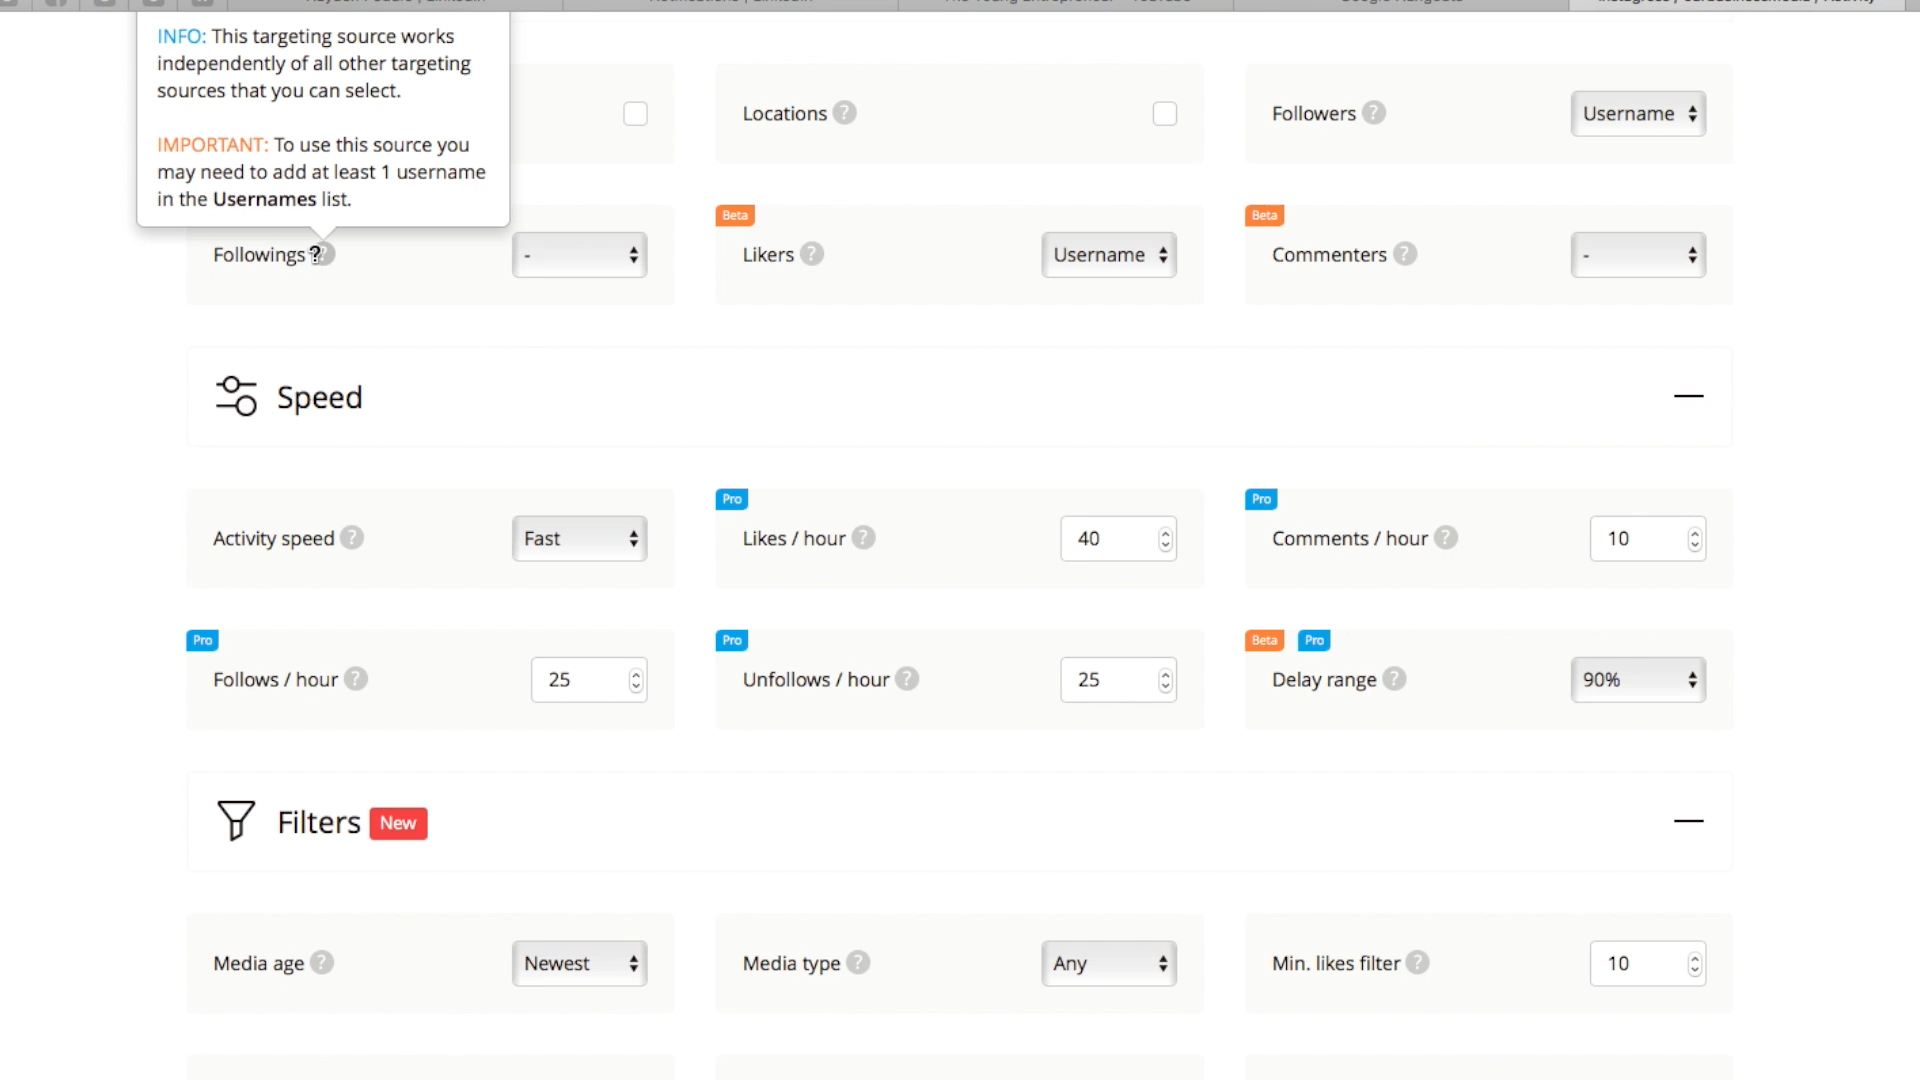 INFO: This targeting source works
independently of all other targeting
sources that you can select.
IMPORTANT: To use this source you
may need to add at least 1 username
in the Usernames list.
Locations ?
Followers ? Username
Followings ? -
Beta
Likers ? Username
Beta
Commenters ? -
Speed
Activity speed ? Fast
Pro
Likes / hour ? 40
Pro
Comments / hour ? 10
Pro
Follows / hour ? 25
Pro
Unfollows / hour ? 25
Beta Pro
Delay range ? 90%
Filters New
Media age ? Newest
Media type ? Any
Min. likes filter ? 10